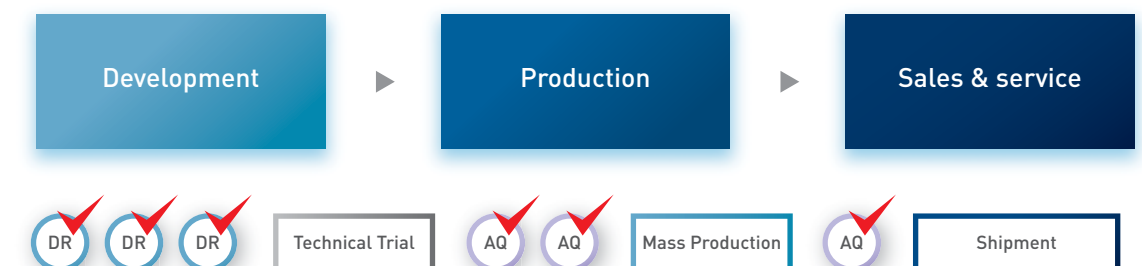 Development
Production
Sales & service
DR DR DR Technical Trial AQ AQ Mass Production AQ Shipment